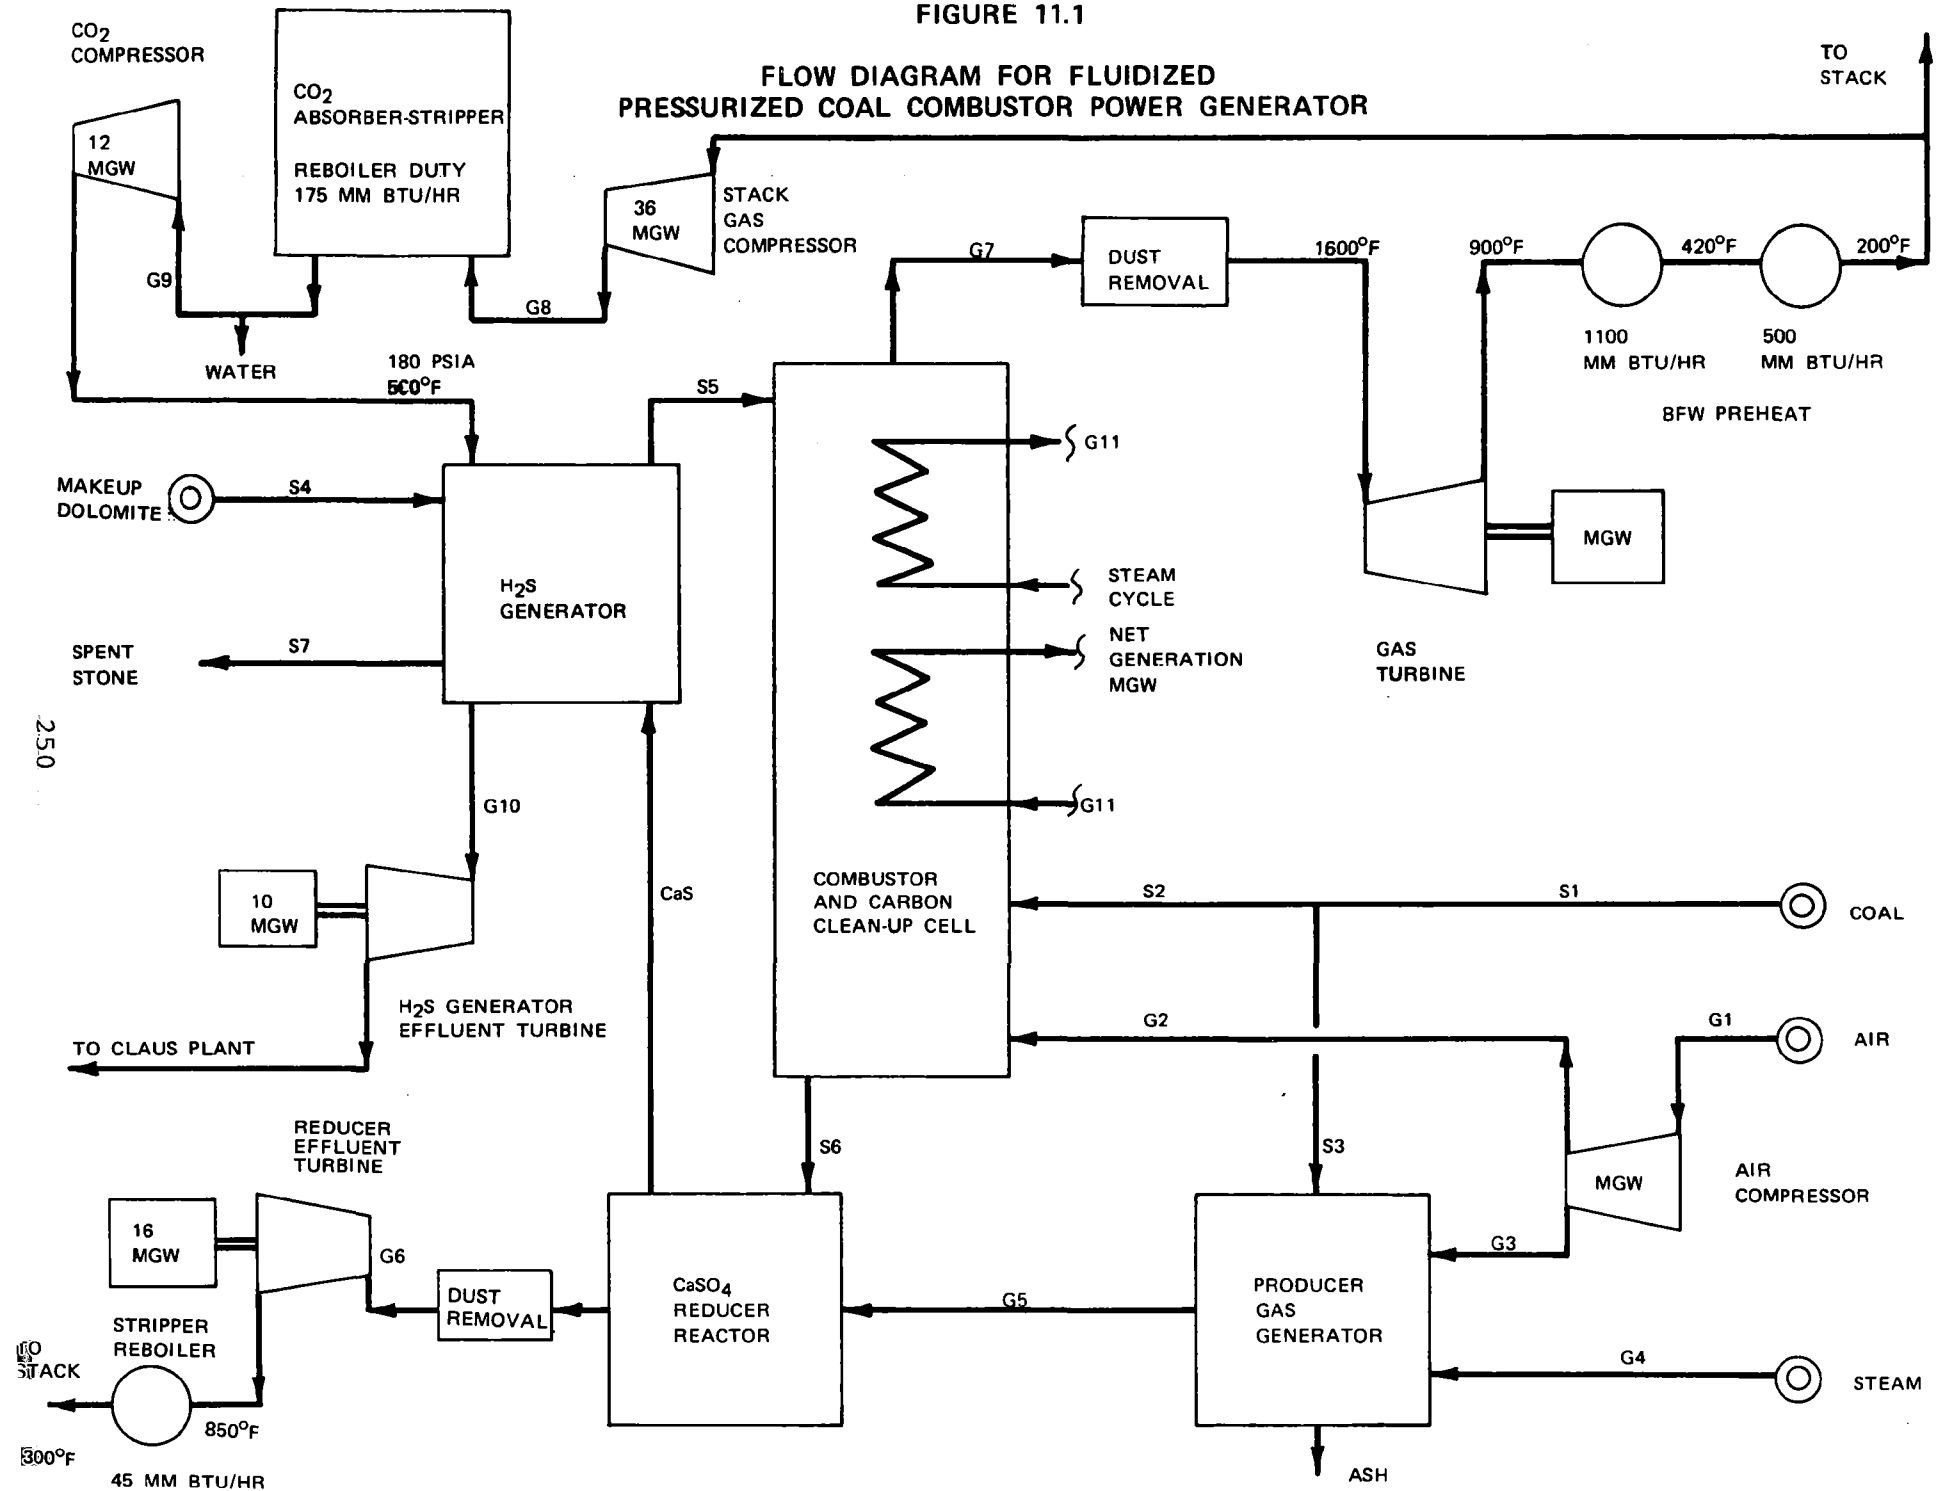 FIGURE 11.1
FLOW DIAGRAM FOR FLUIDIZED
PRESSURIZED COAL COMBUSTOR POWER GENERATOR
CO2
COMPRESSOR
12
MGW
CO2
ABSORBER-STRIPPER
REBOILER DUTY
175 MM BTU/HR
36
MGW
STACK
GAS
COMPRESSOR
TO
STACK
G9
G8
WATER
G7
DUST
REMOVAL
1600°F
900°F
420°F
200°F
1100
MM BTU/HR
500
MM BTU/HR
BFW PREHEAT
180 PSIA
S5
G11
MAKEUP
DOLOMITE
S4
H2S
GENERATOR
STEAM
CYCLE
NET
GENERATION
MGW
MGW
GAS
TURBINE
SPENT
STONE
S7
250
G11
G10
10
MGW
CaS
COMBUSTOR
AND CARBON
CLEAN-UP CELL
S2
S1
COAL
H2S GENERATOR
EFFLUENT TURBINE
TO CLAUS PLANT
G2
G1
AIR
REDUCER
EFFLUENT
TURBINE
S6
S3
MGW
AIR
COMPRESSOR
16
MGW
G6
DUST
REMOVAL
CaSO4
REDUCER
REACTOR
G5
G3
PRODUCER
GAS
GENERATOR
G4
STEAM
STRIPPER
REBOILER
TO
STACK
850°F
300°F
45 MM BTU/HR
ASH